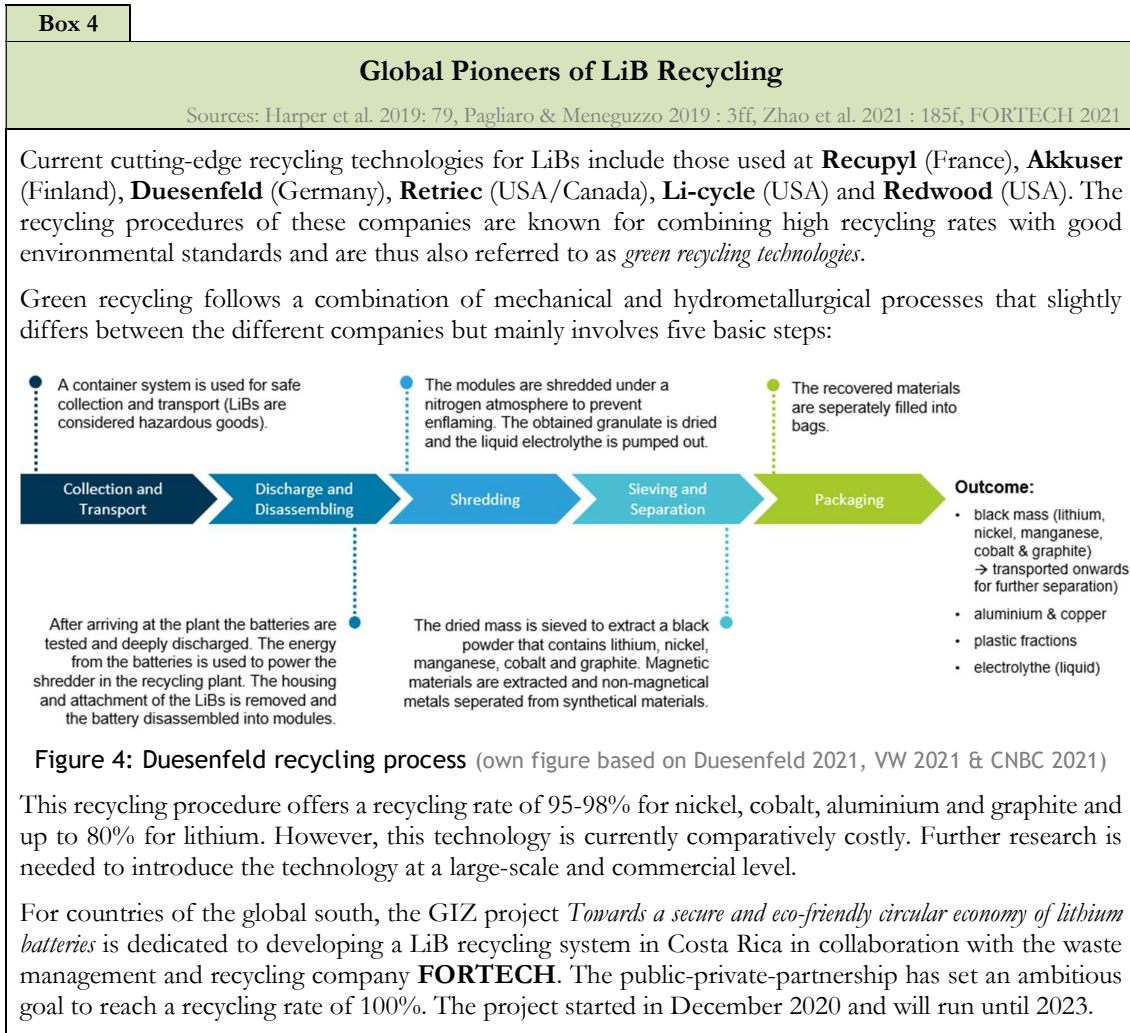 Box 4
Global Pioneers of LiB Recycling
Sources: Harper et al. 2019: 79, Pagliaro & Meneguzzo 2019 : 3ff, Zhao et al. 2021 : 185f, FORTECH 2021
Current cutting-edge recycling technologies for LiBs include those used at Recupyl (France), Akkuser
(Finland), Duesenfeld (Germany), Retriec (USA/Canada), Li-cycle (USA) and Redwood (USA). The
recycling procedures of these companies are known for combining high recycling rates with good
environmental standards and are thus also referred to as green recycling technologies.
Green recycling follows a combination of mechanical and hydrometallurgical processes that slightly
differs between the different companies but mainly involves five basic steps:
A container system is used for safe
collection and transport (LiBs are
considered hazardous goods).
The modules are shredded under a
nitrogen atmosphere to prevent
enflaming. The obtained granulate is dried
and the liquid electrolythe is pumped out.
The recovered materials
are seperately filled into
bags.
Collection and
Transport
Discharge and
Disassembling
Shredding
Sieving and
Separation
Packaging
Outcome:
• black mass (lithium,
nickel, manganese,
cobalt & graphite)
→ transported onwards
for further separation)
• aluminium & copper
• plastic fractions
• electrolythe (liquid)
After arriving at the plant the batteries are
tested and deeply discharged. The energy
from the batteries is used to power the
shredder in the recycling plant. The housing
and attachment of the LiBs is removed and
the battery disassembled into modules.
The dried mass is sieved to extract a black
powder that contains lithium, nickel,
manganese, cobalt and graphite. Magnetic
materials are extracted and non-magnetical
metals seperated from synthetical materials.
Figure 4: Duesenfeld recycling process (own figure based on Duesenfeld 2021, VW 2021 & CNBC 2021)
This recycling procedure offers a recycling rate of 95-98% for nickel, cobalt, aluminium and graphite and
up to 80% for lithium. However, this technology is currently comparatively costly. Further research is
needed to introduce the technology at a large-scale and commercial level.
For countries of the global south, the GIZ project Towards a secure and eco-friendly circular economy of lithium
batteries is dedicated to developing a LiB recycling system in Costa Rica in collaboration with the waste
management and recycling company FORTECH. The public-private-partnership has set an ambitious
goal to reach a recycling rate of 100%. The project started in December 2020 and will run until 2023.